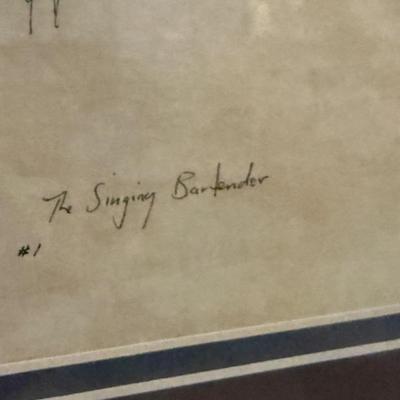 The Singing Bartender
#1